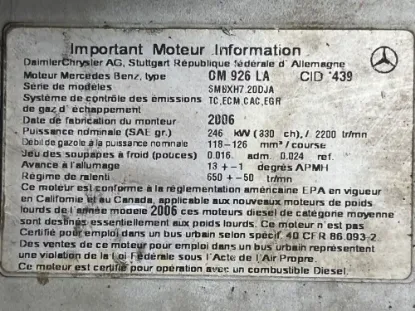 Important Moteur Information
DaimlerChrysler AG, Stuttgart République fédérale d' Allemagne
Moteur Mercedes Benz, type OM 926 LA CID 439
Série de modèles 5MBXH7.20DJA
Système de contrôle des émissions TC,ECM,CAC,EGR
de gaz d' échappement
Date de fabrication du monteur 2006
Puissance nominale (SAE gr.) 246 kW (330 ch), / 2200 tr/min
Débit de gazole à la puissance nominale 118-126 mm³/course
Jeu des soupapes à froid (pouces) 0.016 adm. 0.024 ref.
Avance à l'allumage 13 +-1 degrés APMH
Régime de ralenti 650 +-50 tr/min
Ce moteur est conforme à la réglementation américaine EPA en vigueur
en Californie et au Canada, applicable aux nouveaux moteurs de poids
lourds de l'année modèle 2006 ces moteurs diesel de catégorie moyenne
sont destinés essentiellement aux poids lourds. Ce moteur n'est pas
Certifié pour emploi dans un bus urbain selon spécif. 40 CFR 86.093-2
Des ventes de ce moteur pour emploi dans un bus urbain représentent
une violation de la Loi Fédérale sous l'Acte de l'Air Propre.
Ce moteur est certifié pour opération avec un combustible Diesel.